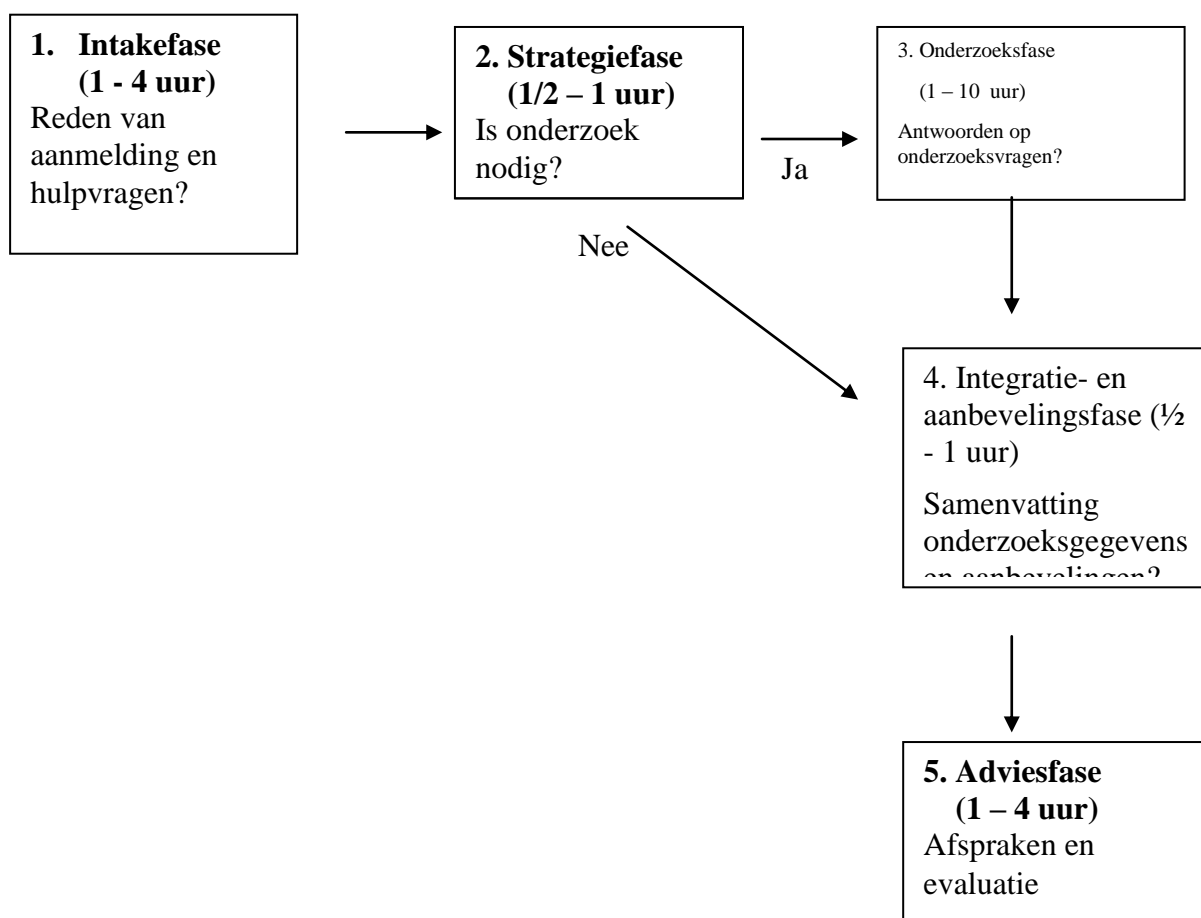 1. Intakefase
(1 - 4 uur)
Reden van
aanmelding en
hulpvragen?
2. Strategiefase
(1/2 – 1 uur)
Is onderzoek
nodig?
Ja
Nee
3. Onderzoeksfase
(1 – 10 uur)
Antwoorden op
onderzoeksvragen?
4. Integratie- en
aanbevelingsfase (½
- 1 uur)
Samenvatting
onderzoeksgegevens
en aanbevelingen?
5. Adviesfase
(1 – 4 uur)
Afspraken en
evaluatie